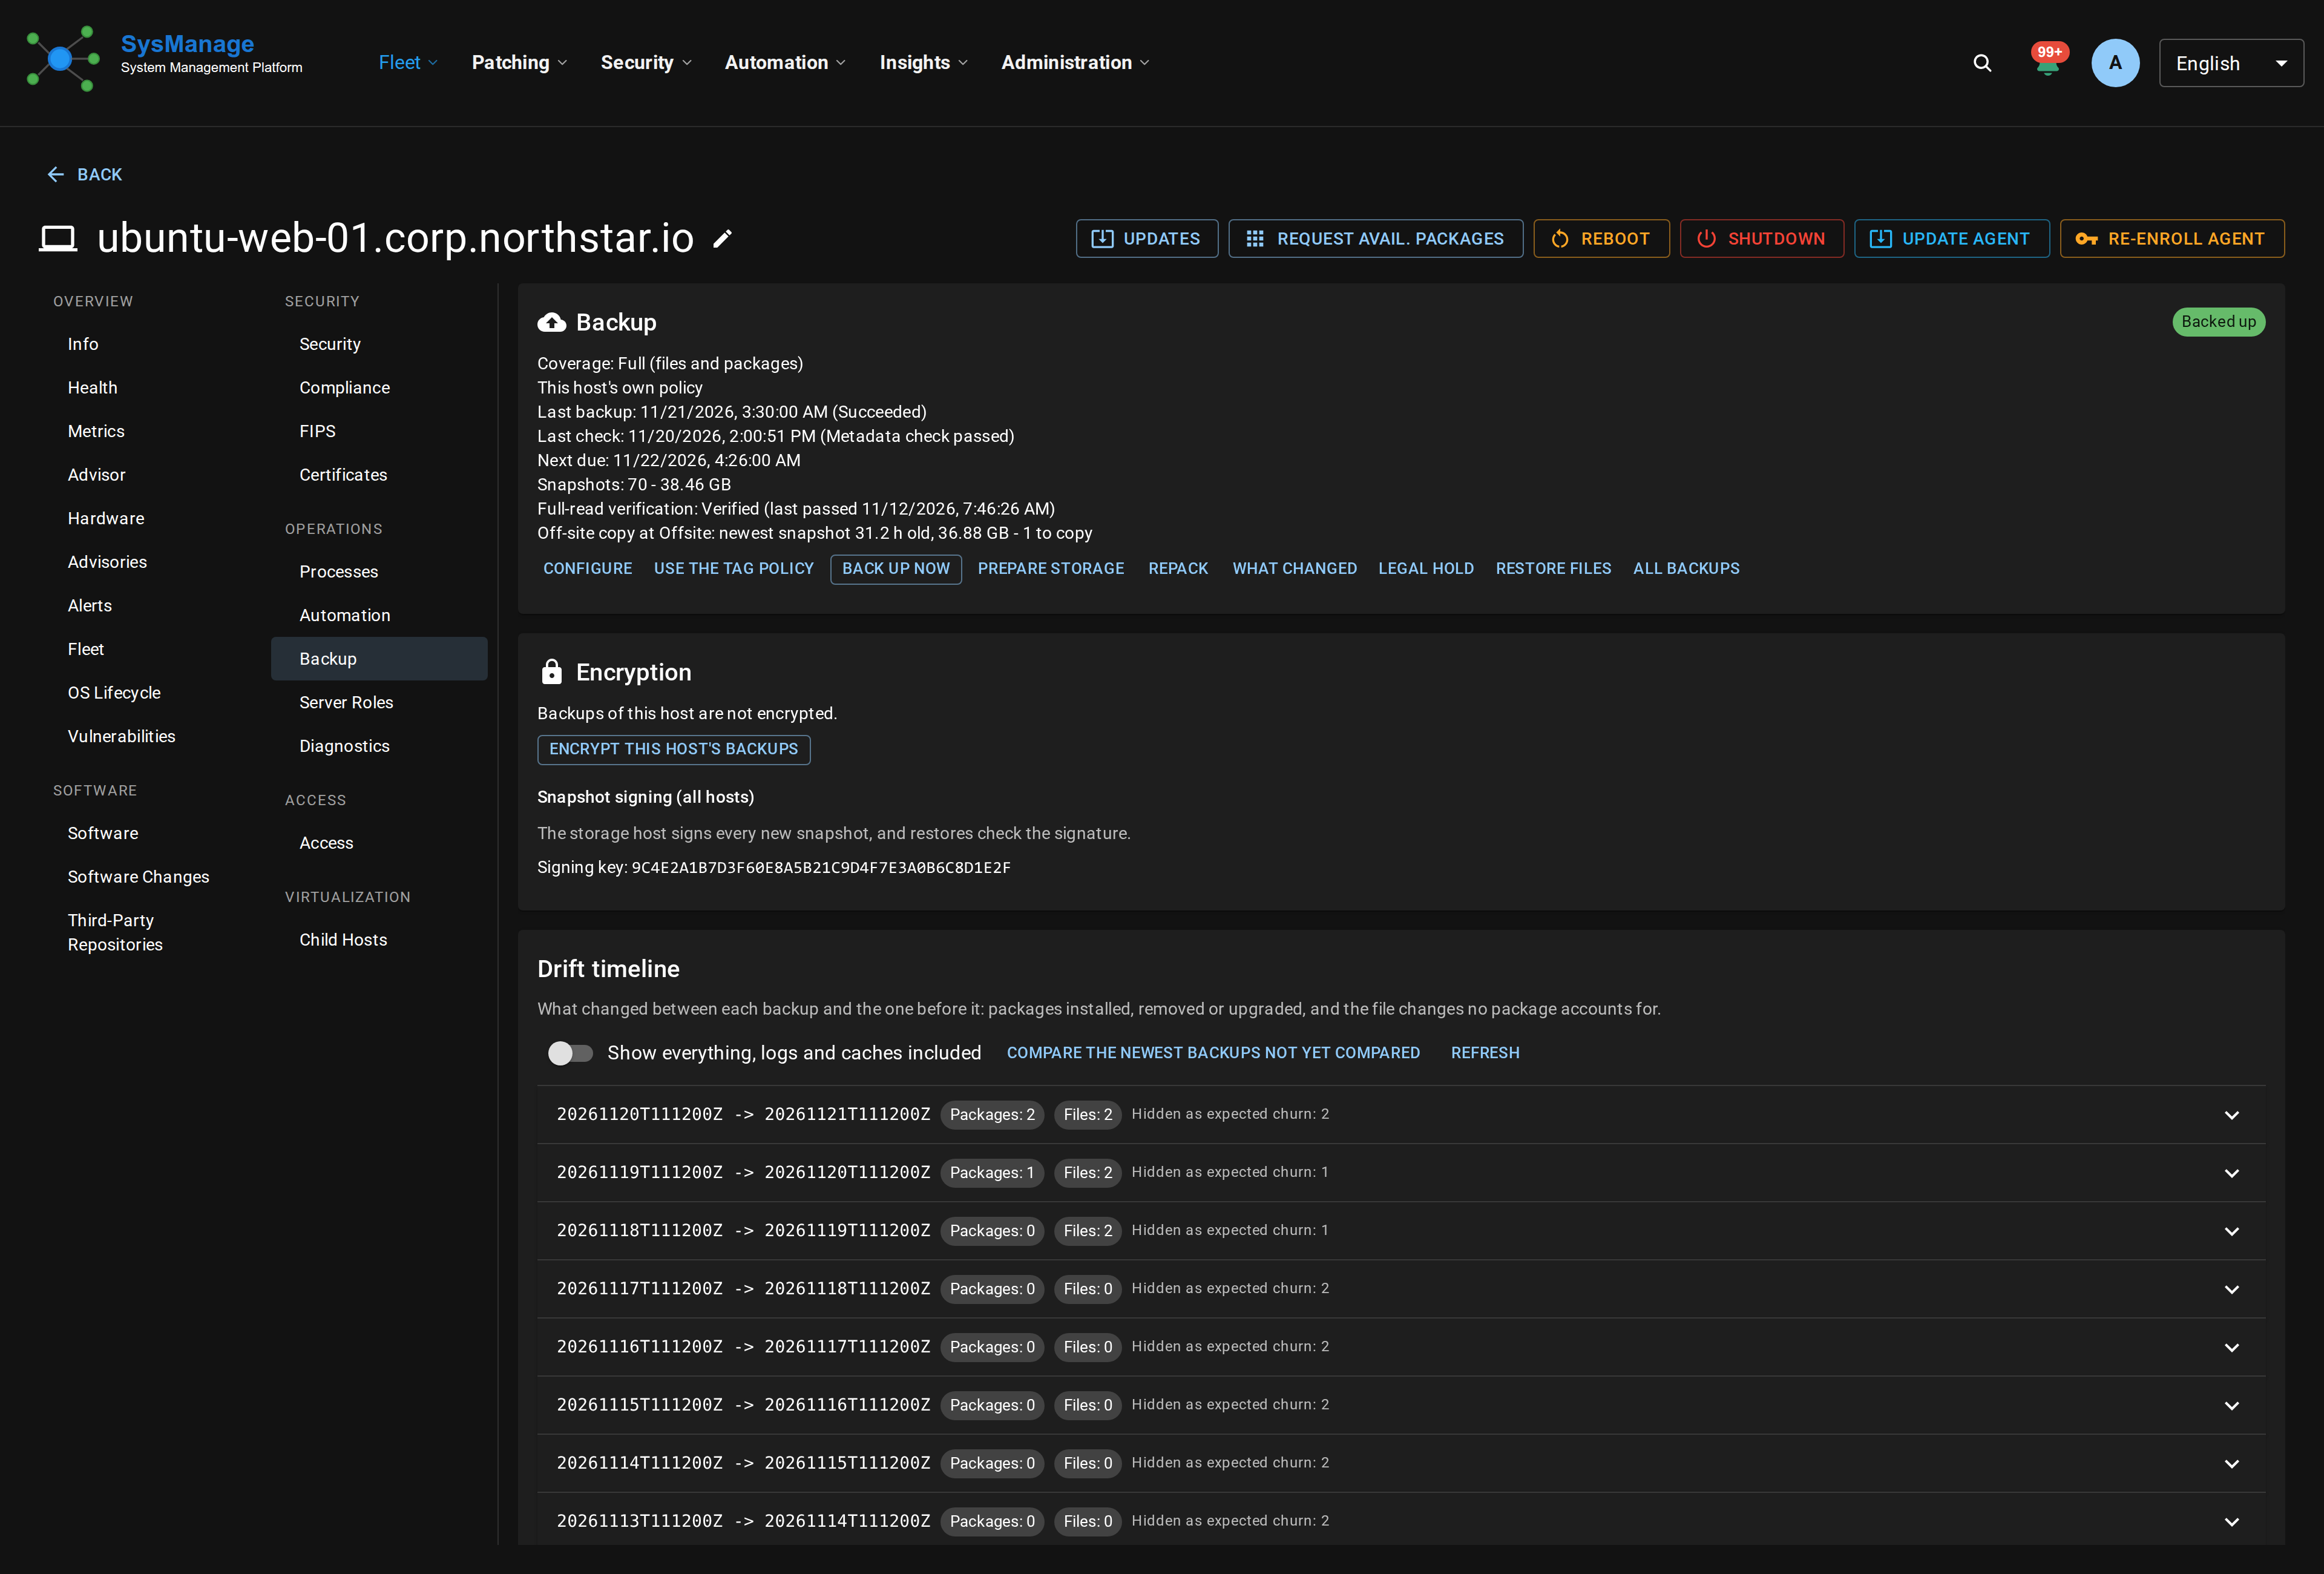 SysManage
System Management Platform
Fleet
Patching
Security
Automation
Insights
Administration
99+
A
English
BACK
ubuntu-web-01.corp.northstar.io
UPDATES
REQUEST AVAIL. PACKAGES
REBOOT
SHUTDOWN
UPDATE AGENT
RE-ENROLL AGENT
OVERVIEW
Info
Health
Metrics
Advisor
Hardware
Advisories
Alerts
Fleet
OS Lifecycle
Vulnerabilities
SOFTWARE
Software
Software Changes
Third-Party
Repositories
SECURITY
Security
Compliance
FIPS
Certificates
OPERATIONS
Processes
Automation
Backup
Server Roles
Diagnostics
ACCESS
Access
VIRTUALIZATION
Child Hosts
Backup
Backed up
Coverage: Full (files and packages)
This host's own policy
Last backup: 11/21/2026, 3:30:00 AM (Succeeded)
Last check: 11/20/2026, 2:00:51 PM (Metadata check passed)
Next due: 11/22/2026, 4:26:00 AM
Snapshots: 70 - 38.46 GB
Full-read verification: Verified (last passed 11/12/2026, 7:46:26 AM)
Off-site copy at Offsite: newest snapshot 31.2 h old, 36.88 GB - 1 to copy
CONFIGURE USE THE TAG POLICY BACK UP NOW PREPARE STORAGE REPACK WHAT CHANGED LEGAL HOLD RESTORE FILES ALL BACKUPS
Encryption
Backups of this host are not encrypted.
ENCRYPT THIS HOST'S BACKUPS
Snapshot signing (all hosts)
The storage host signs every new snapshot, and restores check the signature.
Signing key: 9C4E2A1B7D3F60E8A5B21C9D4F7E3A0B6C8D1E2F
Drift timeline
What changed between each backup and the one before it: packages installed, removed or upgraded, and the file changes no package accounts for.
Show everything, logs and caches included COMPARE THE NEWEST BACKUPS NOT YET COMPARED REFRESH
20261120T111200Z -> 20261121T111200Z Packages: 2 Files: 2 Hidden as expected churn: 2
20261119T111200Z -> 20261120T111200Z Packages: 1 Files: 2 Hidden as expected churn: 1
20261118T111200Z -> 20261119T111200Z Packages: 0 Files: 2 Hidden as expected churn: 1
20261117T111200Z -> 20261118T111200Z Packages: 0 Files: 0 Hidden as expected churn: 2
20261116T111200Z -> 20261117T111200Z Packages: 0 Files: 0 Hidden as expected churn: 2
20261115T111200Z -> 20261116T111200Z Packages: 0 Files: 0 Hidden as expected churn: 2
20261114T111200Z -> 20261115T111200Z Packages: 0 Files: 0 Hidden as expected churn: 2
20261113T111200Z -> 20261114T111200Z Packages: 0 Files: 0 Hidden as expected churn: 2